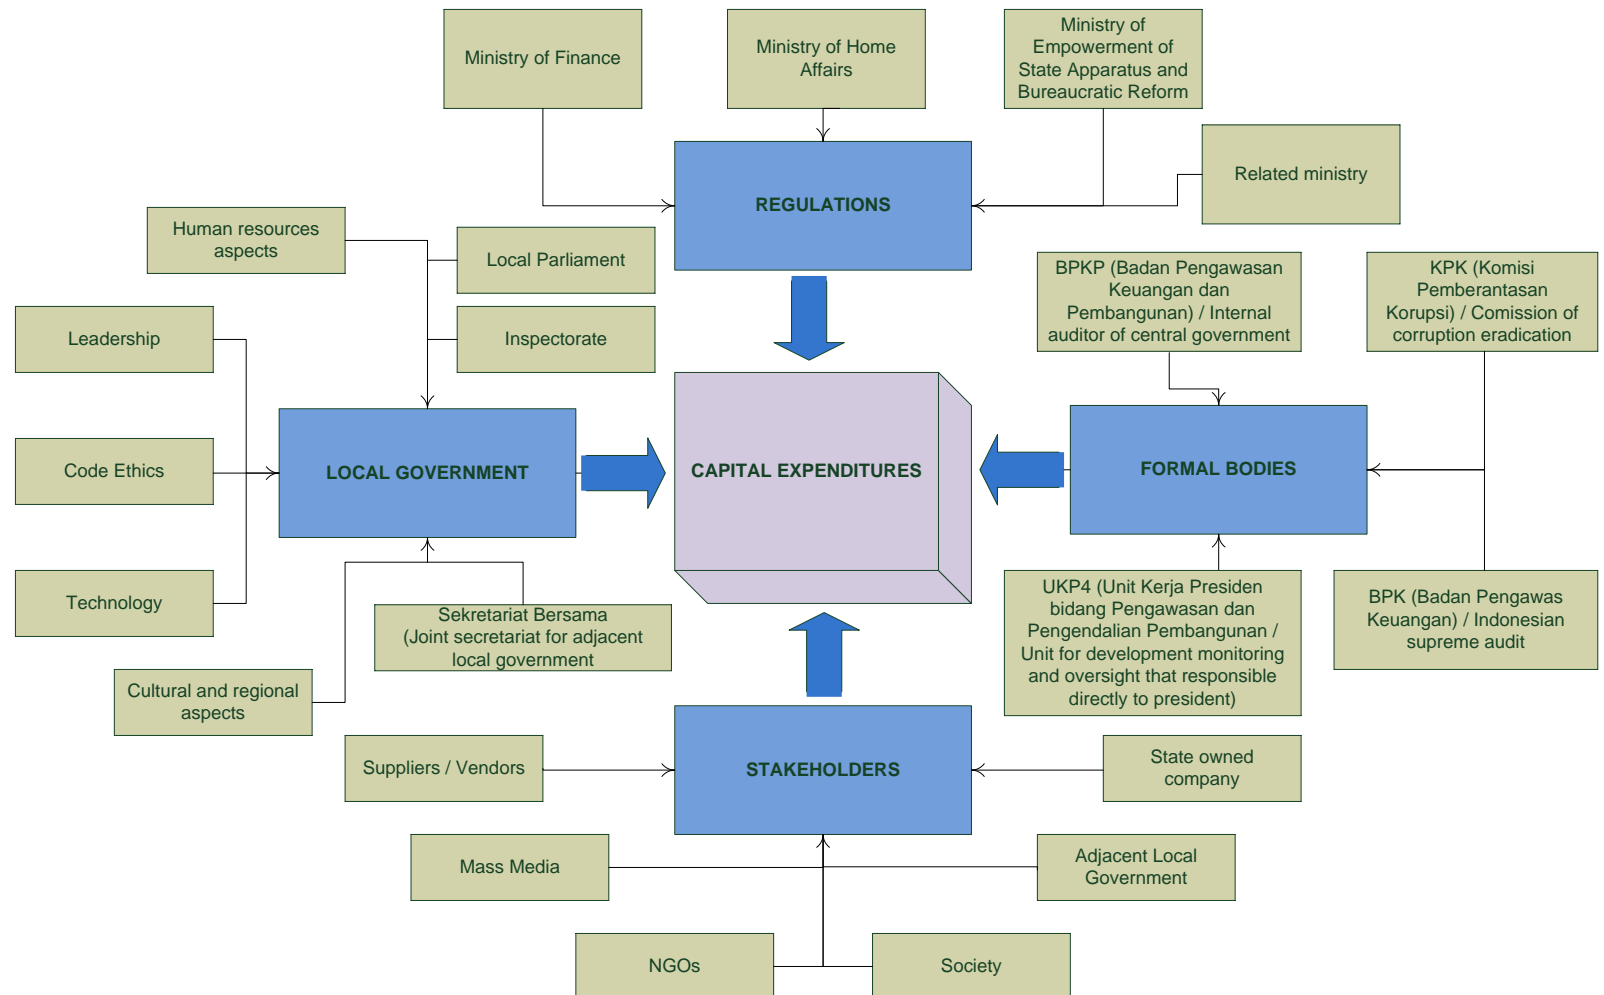 Ministry of Finance
Ministry of Home
Affairs
Ministry of
Empowerment of
State Apparatus and
Bureaucratic Reform
Related ministry
REGULATIONS
Human resources
aspects
Local Parliament
Inspectorate
Leadership
Code Ethics
Technology
LOCAL GOVERNMENT
Sekretariat Bersama
(Joint secretariat for adjacent
local government
Cultural and regional
aspects
CAPITAL EXPENDITURES
BPKP (Badan Pengawasan
Keuangan dan
Pembangunan) / Internal
auditor of central government
KPK (Komisi
Pemberantasan
Korupsi) / Comission of
corruption eradication
FORMAL BODIES
UKP4 (Unit Kerja Presiden
bidang Pengawasan dan
Pengendalian Pembangunan /
Unit for development monitoring
and oversight that responsible
directly to president)
BPK (Badan Pengawas
Keuangan) / Indonesian
supreme audit
Suppliers / Vendors
STAKEHOLDERS
State owned
company
Mass Media
Adjacent Local
Government
NGOs
Society